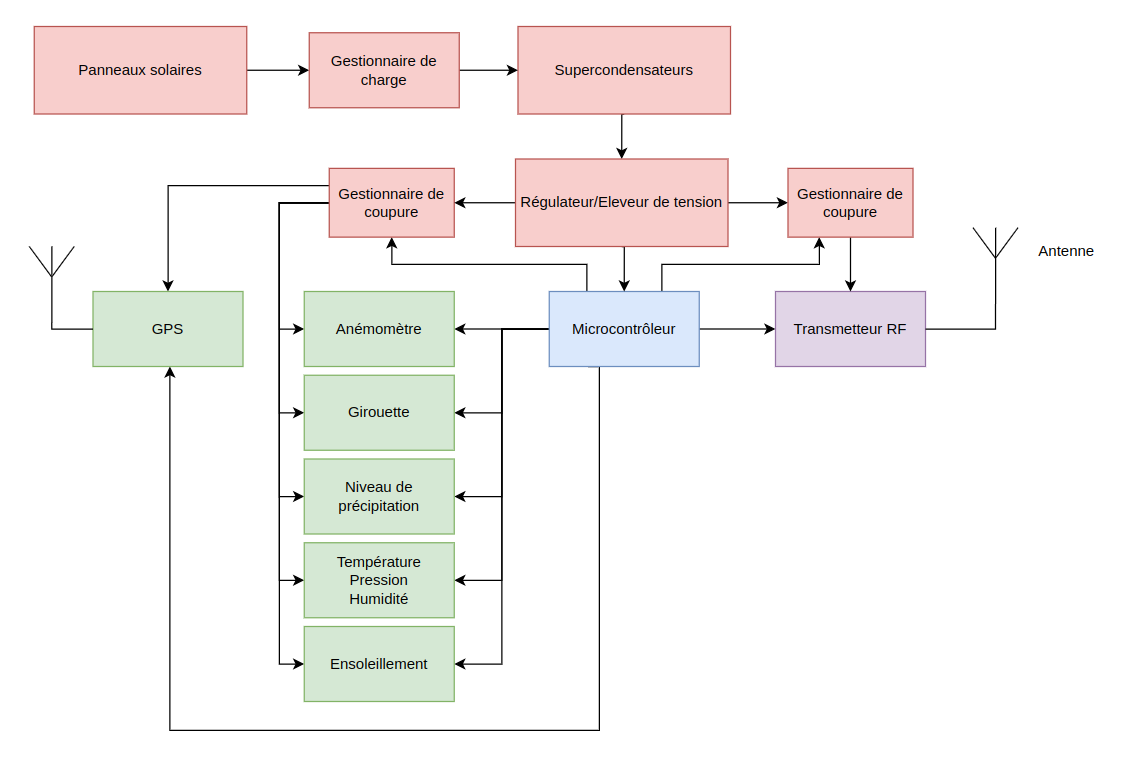 Panneaux solaires
Gestionnaire de
charge
Supercondensateurs
Gestionnaire de
coupure
Régulateur/Eleveur de tension
Gestionnaire de
coupure
Antenne
GPS
Anémomètre
Microcontrôleur
Transmetteur RF
Girouette
Niveau de
précipitation
Température
Pression
Humidité
Ensoleillement